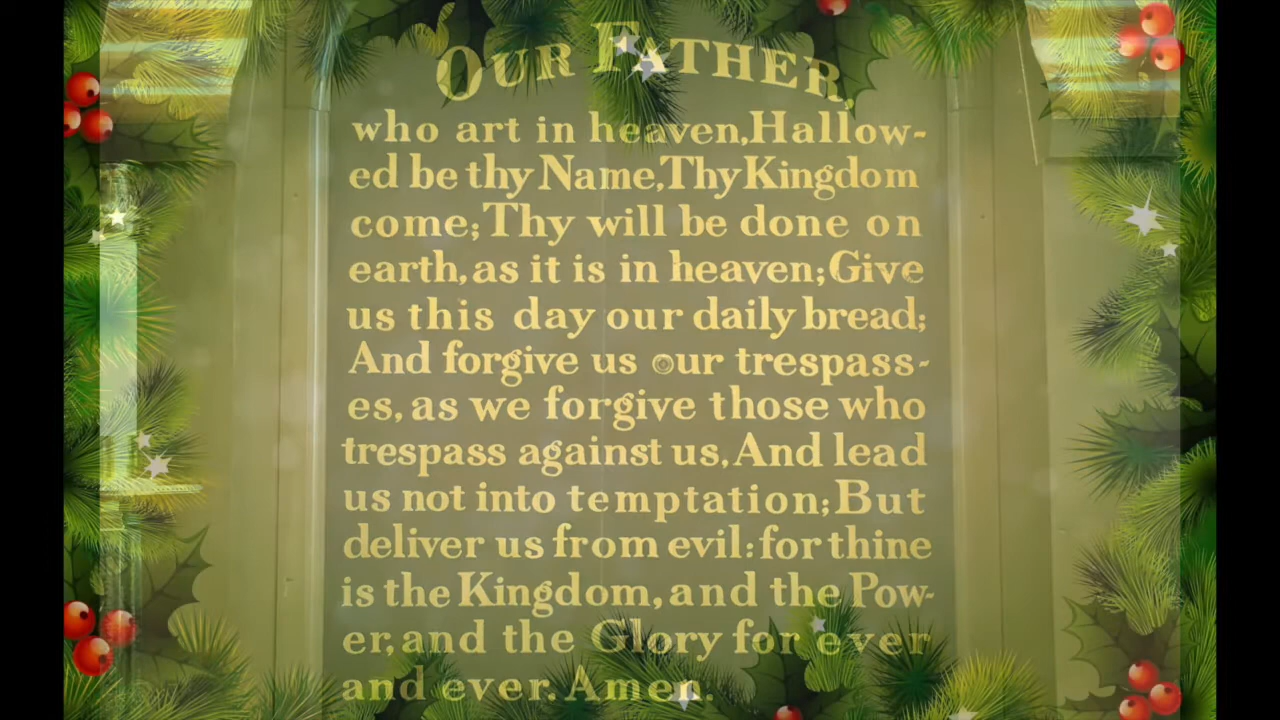 OUR FATHER,
who art in heaven, Hallow-
ed be thy Name, Thy Kingdom
come; Thy will be done on
earth, as it is in heaven; Give
us this day our daily bread;
And forgive us our trespass-
es, as we forgive those who
trespass against us, And lead
us not into temptation; But
deliver us from evil: for thine
is the Kingdom, and the Pow-
er, and the Glory for ever
and ever. Amen.